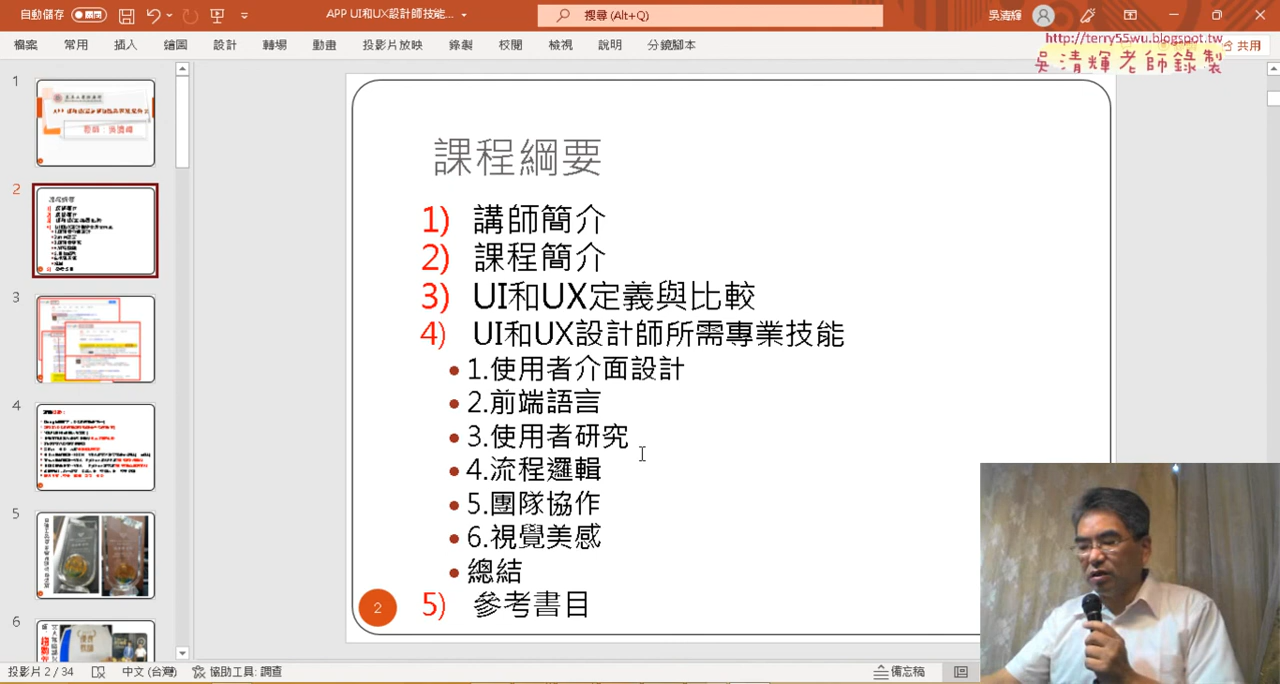 自動儲存 關閉 APP UI和UX設計師技能... 搜尋 (Alt+Q) 吳清輝
檔案 常用 插入 繪圖 設計 轉場 動畫 投影片放映 錄製 校閱 檢視 說明 分鏡腳本 共用
http://terry55wu.blogspot.tw
吳清輝老師錄製
1
2
3
4
5
6
課程綱要
1) 講師簡介
2) 課程簡介
3) UI和UX定義與比較
4) UI和UX設計師所需專業技能
• 1.使用者介面設計
• 2.前端語言
• 3.使用者研究
• 4.流程邏輯
• 5.團隊協作
• 6.視覺美感
• 總結
5) 參考書目
2
投影片 2 / 34 中文 (台灣) 協助工具: 調查 備忘稿